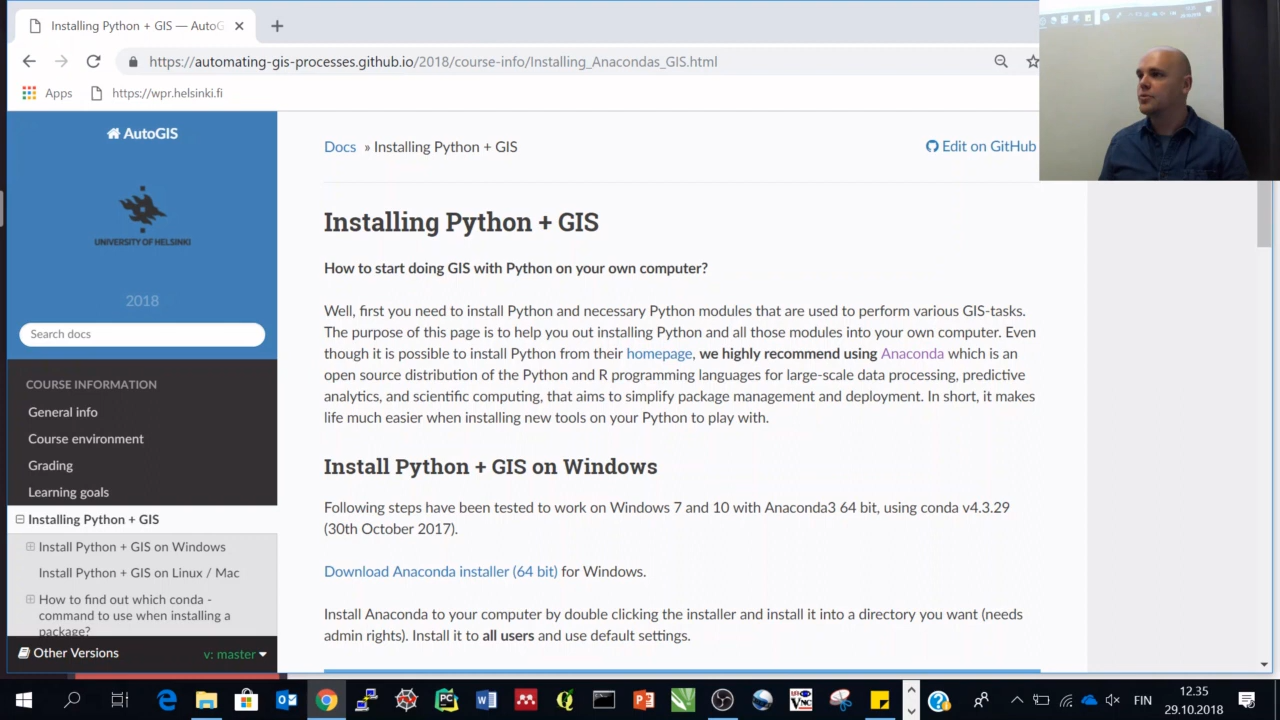 Installing Python + GIS — AutoG
https://automating-gis-processes.github.io/2018/course-info/Installing_Anacondas_GIS.html
Apps
https://wpr.helsinki.fi
AutoGIS
UNIVERSITY OF HELSINKI
2018
Search docs
COURSE INFORMATION
General info
Course environment
Grading
Learning goals
Installing Python + GIS
Install Python + GIS on Windows
Install Python + GIS on Linux / Mac
How to find out which conda -
command to use when installing a
package?
Other Versions
v: master
Docs » Installing Python + GIS
Edit on GitHub
Installing Python + GIS
How to start doing GIS with Python on your own computer?
Well, first you need to install Python and necessary Python modules that are used to perform various GIS-tasks.
The purpose of this page is to help you out installing Python and all those modules into your own computer. Even
though it is possible to install Python from their homepage, we highly recommend using Anaconda which is an
open source distribution of the Python and R programming languages for large-scale data processing, predictive
analytics, and scientific computing, that aims to simplify package management and deployment. In short, it makes
life much easier when installing new tools on your Python to play with.
Install Python + GIS on Windows
Following steps have been tested to work on Windows 7 and 10 with Anaconda3 64 bit, using conda v4.3.29
(30th October 2017).
Download Anaconda installer (64 bit) for Windows.
Install Anaconda to your computer by double clicking the installer and install it into a directory you want (needs
admin rights). Install it to all users and use default settings.
FIN
12.35
29.10.2018